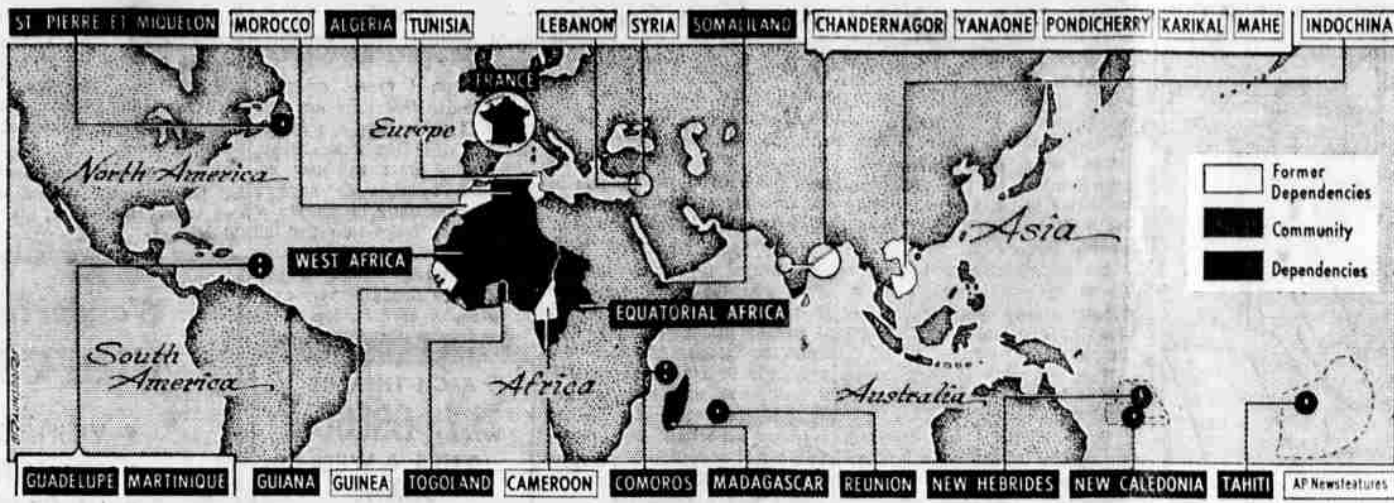 ST PIERRE ET MIQUELON MOROCCO ALGERIA TUNISIA LEBANON SYRIA SOMALILAND CHANDERNAGOR YANAONE PONDICHERRY KARIKAL MAHE INDOCHINA
FRANCE
Europe
North America
Former
Dependencies
Community
Dependencies
Asia
WEST AFRICA
EQUATORIAL AFRICA
South
America
Africa
Australia
GUADELUPE MARTINIQUE GUIANA GUINEA TOGOLAND CAMEROON COMOROS MADAGASCAR REUNION NEW HEBRIDES NEW CALEDONIA TAHITI AP Newsfeatures